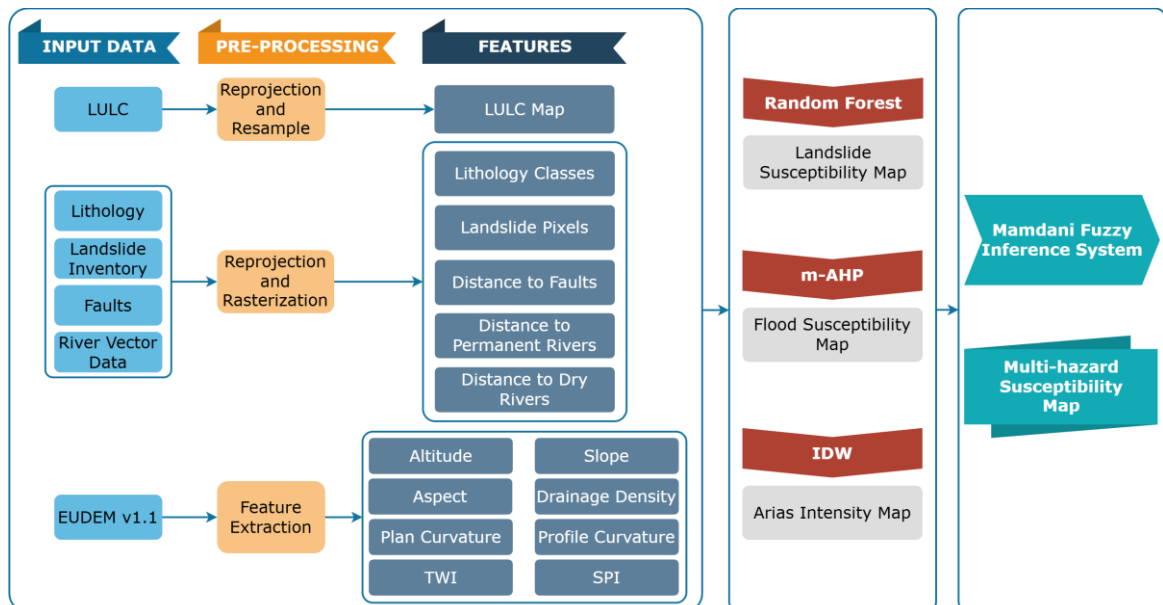 INPUT DATA
PRE-PROCESSING
FEATURES
LULC
Reprojection
and
Resample
LULC Map
Lithology
Landslide
Inventory
Faults
River Vector
Data
Reprojection
and
Rasterization
Lithology Classes
Landslide Pixels
Distance to Faults
Distance to
Permanent Rivers
Distance to Dry
Rivers
EUDEM v1.1
Feature
Extraction
Altitude
Slope
Aspect
Drainage Density
Plan Curvature
Profile Curvature
TWI
SPI
Random Forest
Landslide
Susceptibility Map
m-AHP
Flood Susceptibility
Map
IDW
Arias Intensity Map
Mamdani Fuzzy
Inference System
Multi-hazard
Susceptibility
Map